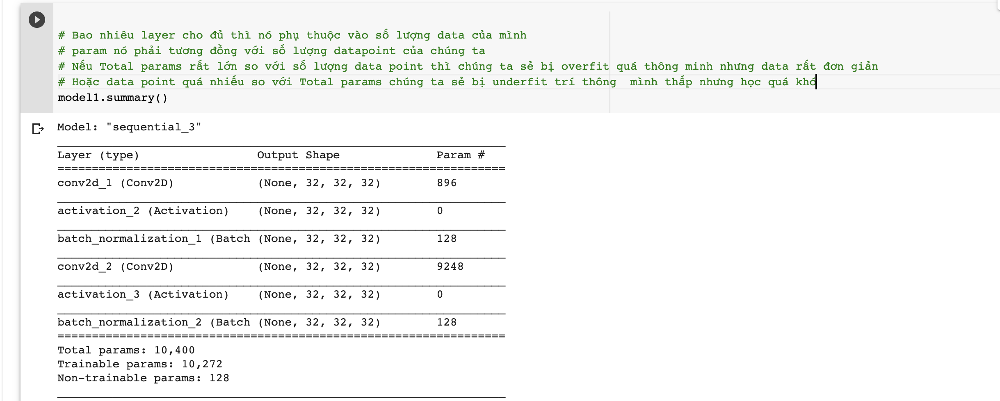 # Bao nhiêu layer cho đủ thì nó phụ thuộc vào số lượng data của mình
# param nó phải tương đồng với số lượng datapoint của chúng ta
# Nếu Total params rất lớn so với số lượng data point thì chúng ta sẻ bị overfit quá thông minh nhưng data rất đơn giản
# Hoặc data point quá nhiếu so với Total params chúng ta sẻ bị underfit trí thông  mình thấp nhưng học quá khó
model1.summary()
Model: "sequential_3"
_________________________________________________________________
Layer (type)                 Output Shape              Param #
=================================================================
conv2d_1 (Conv2D)            (None, 32, 32, 32)        896
_________________________________________________________________
activation_2 (Activation)    (None, 32, 32, 32)        0
_________________________________________________________________
batch_normalization_1 (Batch (None, 32, 32, 32)        128
_________________________________________________________________
conv2d_2 (Conv2D)            (None, 32, 32, 32)        9248
_________________________________________________________________
activation_3 (Activation)    (None, 32, 32, 32)        0
_________________________________________________________________
batch_normalization_2 (Batch (None, 32, 32, 32)        128
=================================================================
Total params: 10,400
Trainable params: 10,272
Non-trainable params: 128
_________________________________________________________________